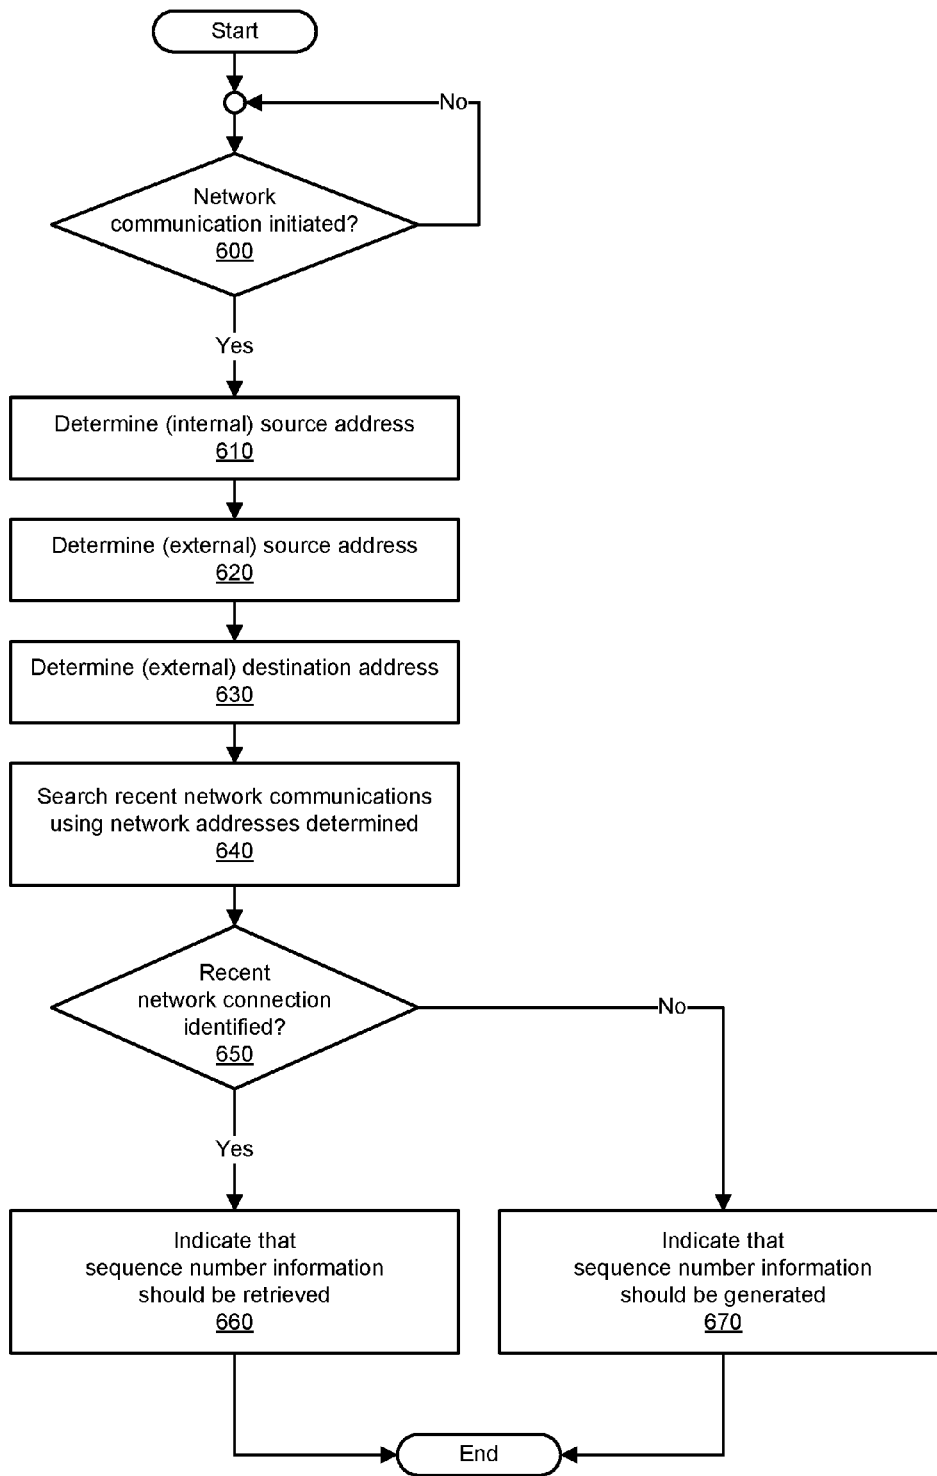 Start
No
Network
communication initiated?
600
Yes
Determine (internal) source address
610
Determine (external) source address
620
Determine (external) destination address
630
Search recent network communications
using network addresses determined
640
Recent
network connection
identified?
650
No
Yes
Indicate that
sequence number information
should be retrieved
660
Indicate that
sequence number information
should be generated
670
End